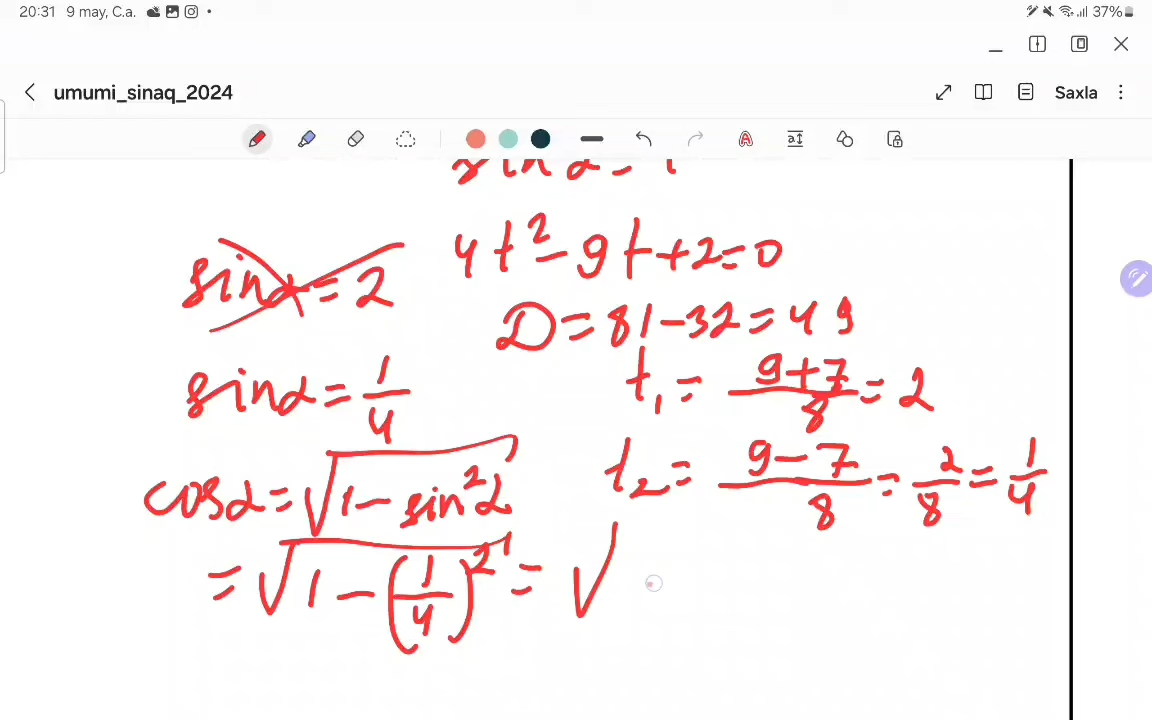 20:31 9 may, C.a. 37%
umumi_sinaq_2024 Saxla
sinα = t
4t² - 9t + 2 = 0
sinα = 2
D = 81 - 32 = 49
sinα = 1/4
t₁ = (9+7)/8 = 2
t₂ = (9-7)/8 = 2/8 = 1/4
cosα = √(1 - sin²α)
= √(1 - (1/4)²) = √